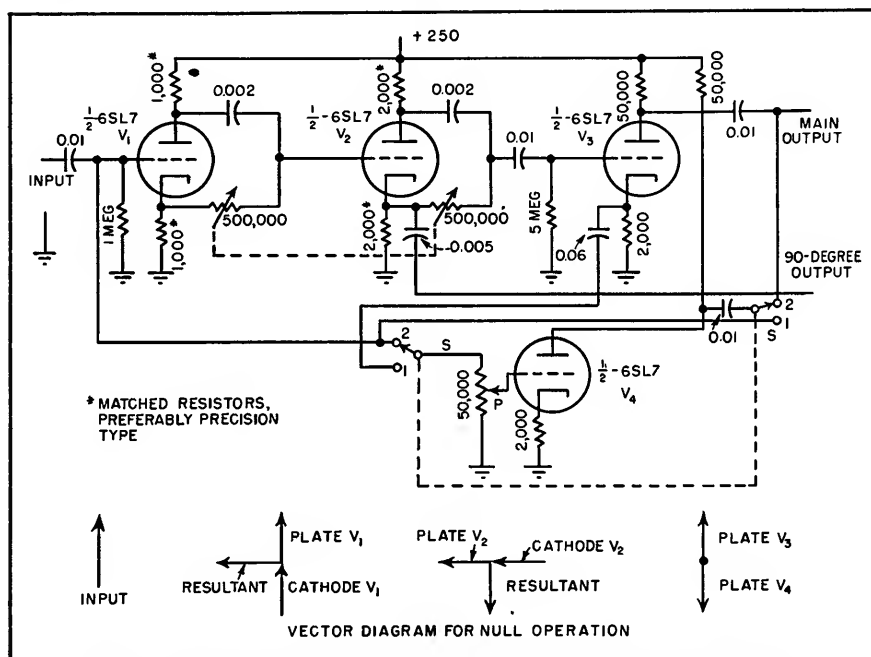 + 250
1,000*
0.002
½-6SL7
V₁
0.01
INPUT
1 MEG
1,000*
500,000
2,000*
0.002
½-6SL7
V₂
2,000*
500,000
0.005
0.01
5 MEG
½-6SL7
V₃
50,000
50,000
0.01
MAIN
OUTPUT
0.06
2,000
90-DEGREE
OUTPUT
2
1
S
0.01
2
1
S
50,000
P
½-6SL7
V₄
2,000
*MATCHED RESISTORS,
PREFERABLY PRECISION
TYPE
INPUT
PLATE V₁
RESULTANT
CATHODE V₁
PLATE V₂
CATHODE V₂
RESULTANT
PLATE V₃
PLATE V₄
VECTOR DIAGRAM FOR NULL OPERATION